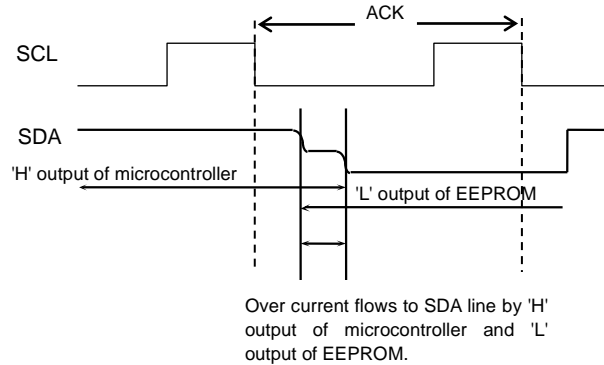 ACK
SCL
SDA
'H' output of microcontroller
'L' output of EEPROM
Over current flows to SDA line by 'H'
output of microcontroller and 'L'
output of EEPROM.